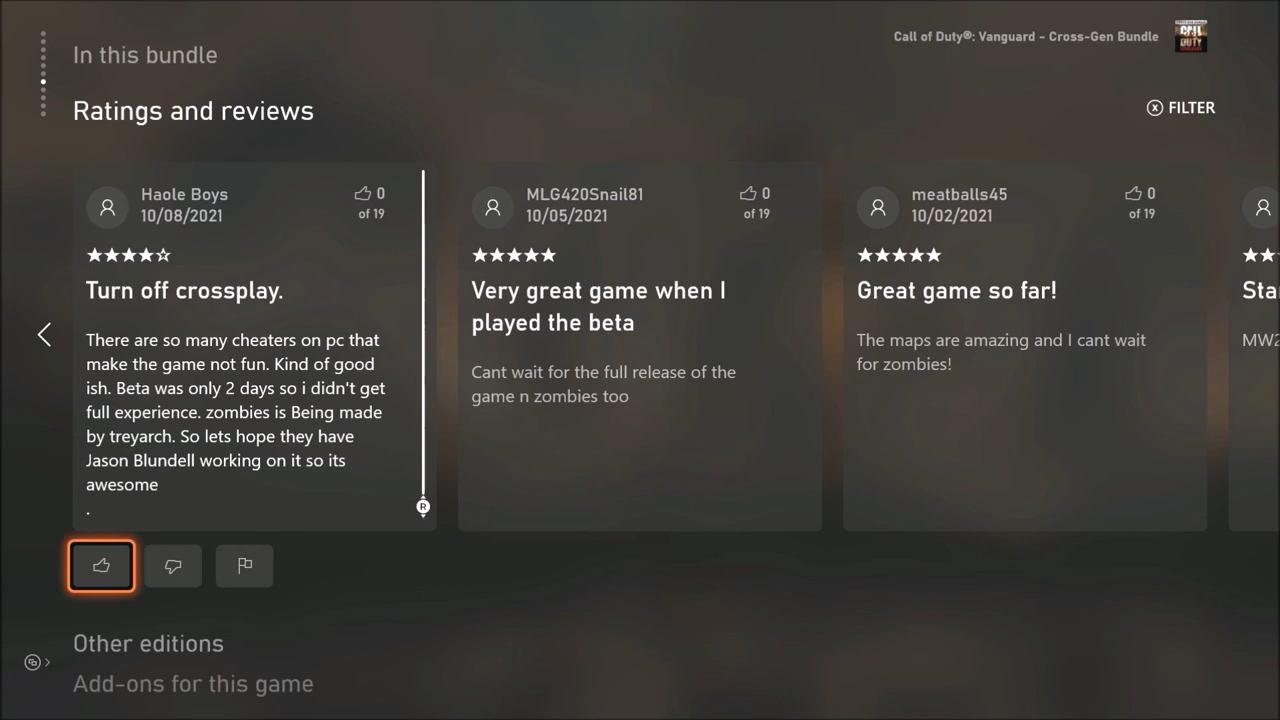 In this bundle
Call of Duty®: Vanguard - Cross-Gen Bundle
CALL
DUTY
Ratings and reviews
X FILTER
Haole Boys
10/08/2021
0
of 19
Turn off crossplay.
There are so many cheaters on pc that
make the game not fun. Kind of good
ish. Beta was only 2 days so i didn't get
full experience. zombies is Being made
by treyarch. So lets hope they have
Jason Blundell working on it so its
awesome
.
R
MLG420Snail81
10/05/2021
0
of 19
Very great game when I
played the beta
Cant wait for the full release of the
game n zombies too
meatballs45
10/02/2021
0
of 19
Great game so far!
The maps are amazing and I cant wait
for zombies!
Sta
MW2
Other editions
Add-ons for this game